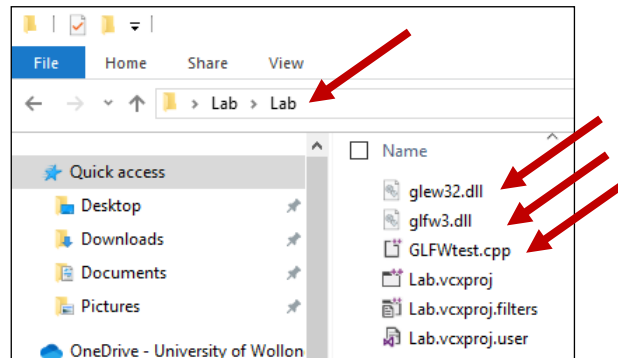 File Home Share View
Lab > Lab
Quick access
Desktop
Downloads
Documents
Pictures
OneDrive - University of Wollon
Name
glew32.dll
glfw3.dll
GLFWtest.cpp
Lab.vcxproj
Lab.vcxproj.filters
Lab.vcxproj.user